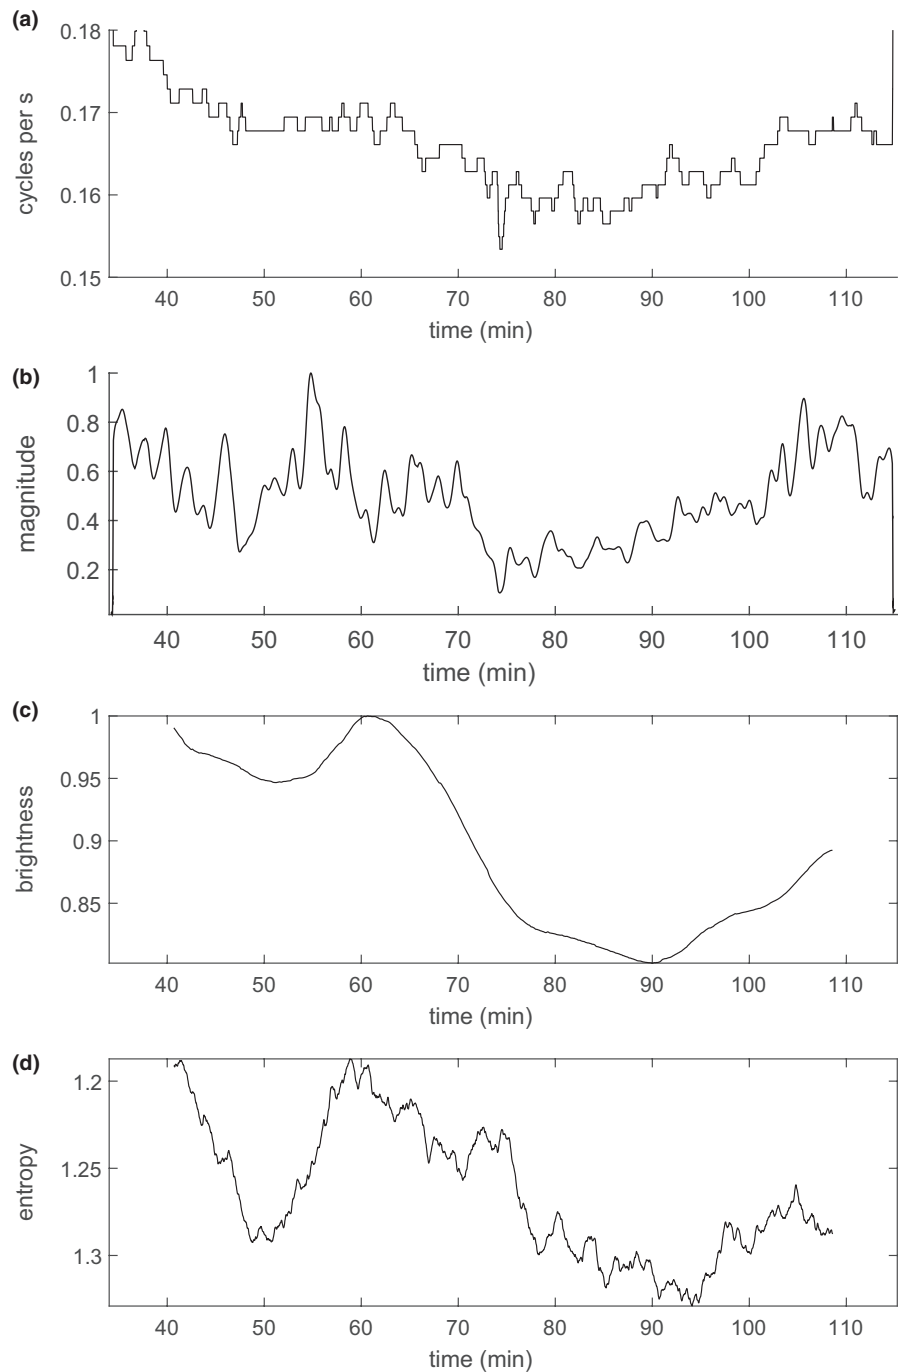 (a)
0.18
0.17
0.16
0.15
cycles per s
40 50 60 70 80 90 100 110
time (min)
(b)
1
0.8
0.6
0.4
0.2
magnitude
40 50 60 70 80 90 100 110
time (min)
(c)
1
0.95
0.9
0.85
brightness
40 50 60 70 80 90 100 110
time (min)
(d)
1.2
1.25
1.3
entropy
40 50 60 70 80 90 100 110
time (min)